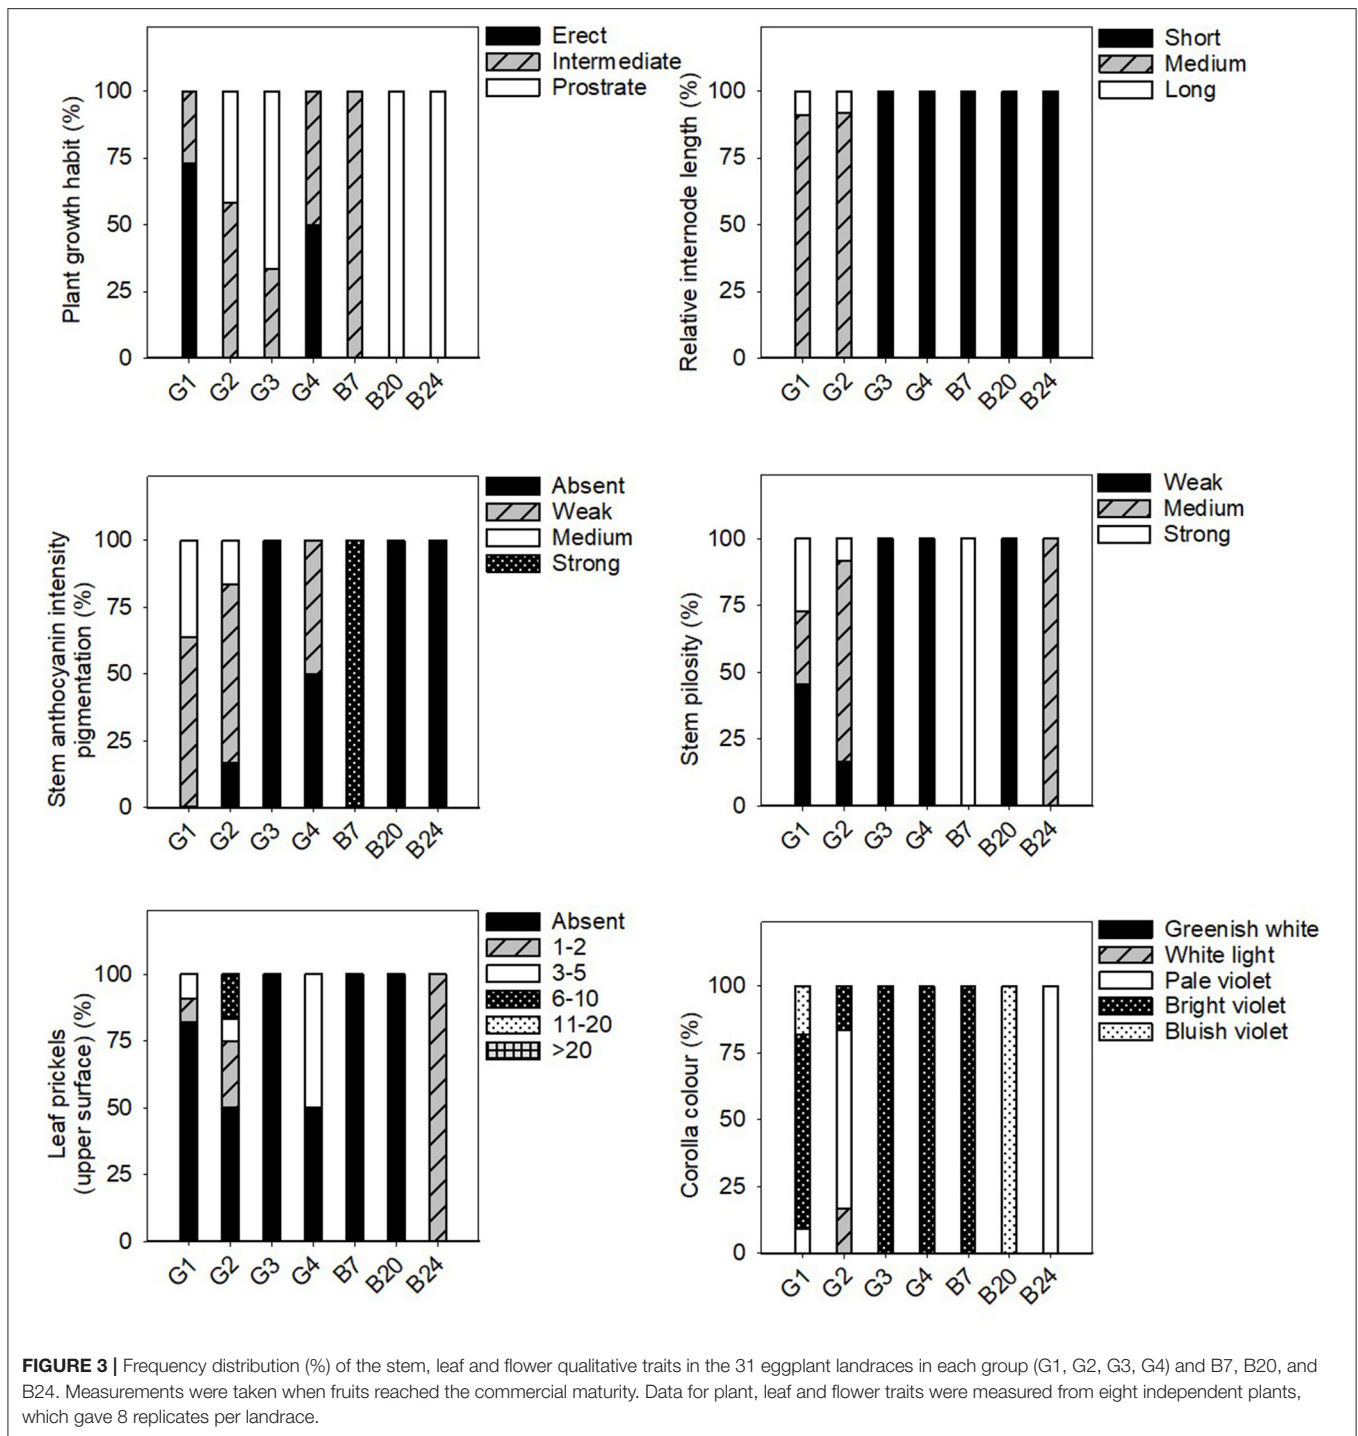 Erect
Intermediate
Prostrate
Plant growth habit (%)
100
75
50
25
0
G1 G2 G3 G4 B7 B20 B24
Short
Medium
Long
Relative internode length (%)
100
75
50
25
0
G1 G2 G3 G4 B7 B20 B24
Absent
Weak
Medium
Strong
Stem anthocyanin intensity
pigmentation (%)
100
75
50
25
0
G1 G2 G3 G4 B7 B20 B24
Weak
Medium
Strong
Stem pilosity (%)
100
75
50
25
0
G1 G2 G3 G4 B7 B20 B24
Absent
1-2
3-5
6-10
11-20
>20
Leaf prickels
(upper surface) (%)
100
75
50
25
0
G1 G2 G3 G4 B7 B20 B24
Greenish white
White light
Pale violet
Bright violet
Bluish violet
Corolla colour (%)
100
75
50
25
0
G1 G2 G3 G4 B7 B20 B24
FIGURE 3 | Frequency distribution (%) of the stem, leaf and flower qualitative traits in the 31 eggplant landraces in each group (G1, G2, G3, G4) and B7, B20, and
B24. Measurements were taken when fruits reached the commercial maturity. Data for plant, leaf and flower traits were measured from eight independent plants,
which gave 8 replicates per landrace.